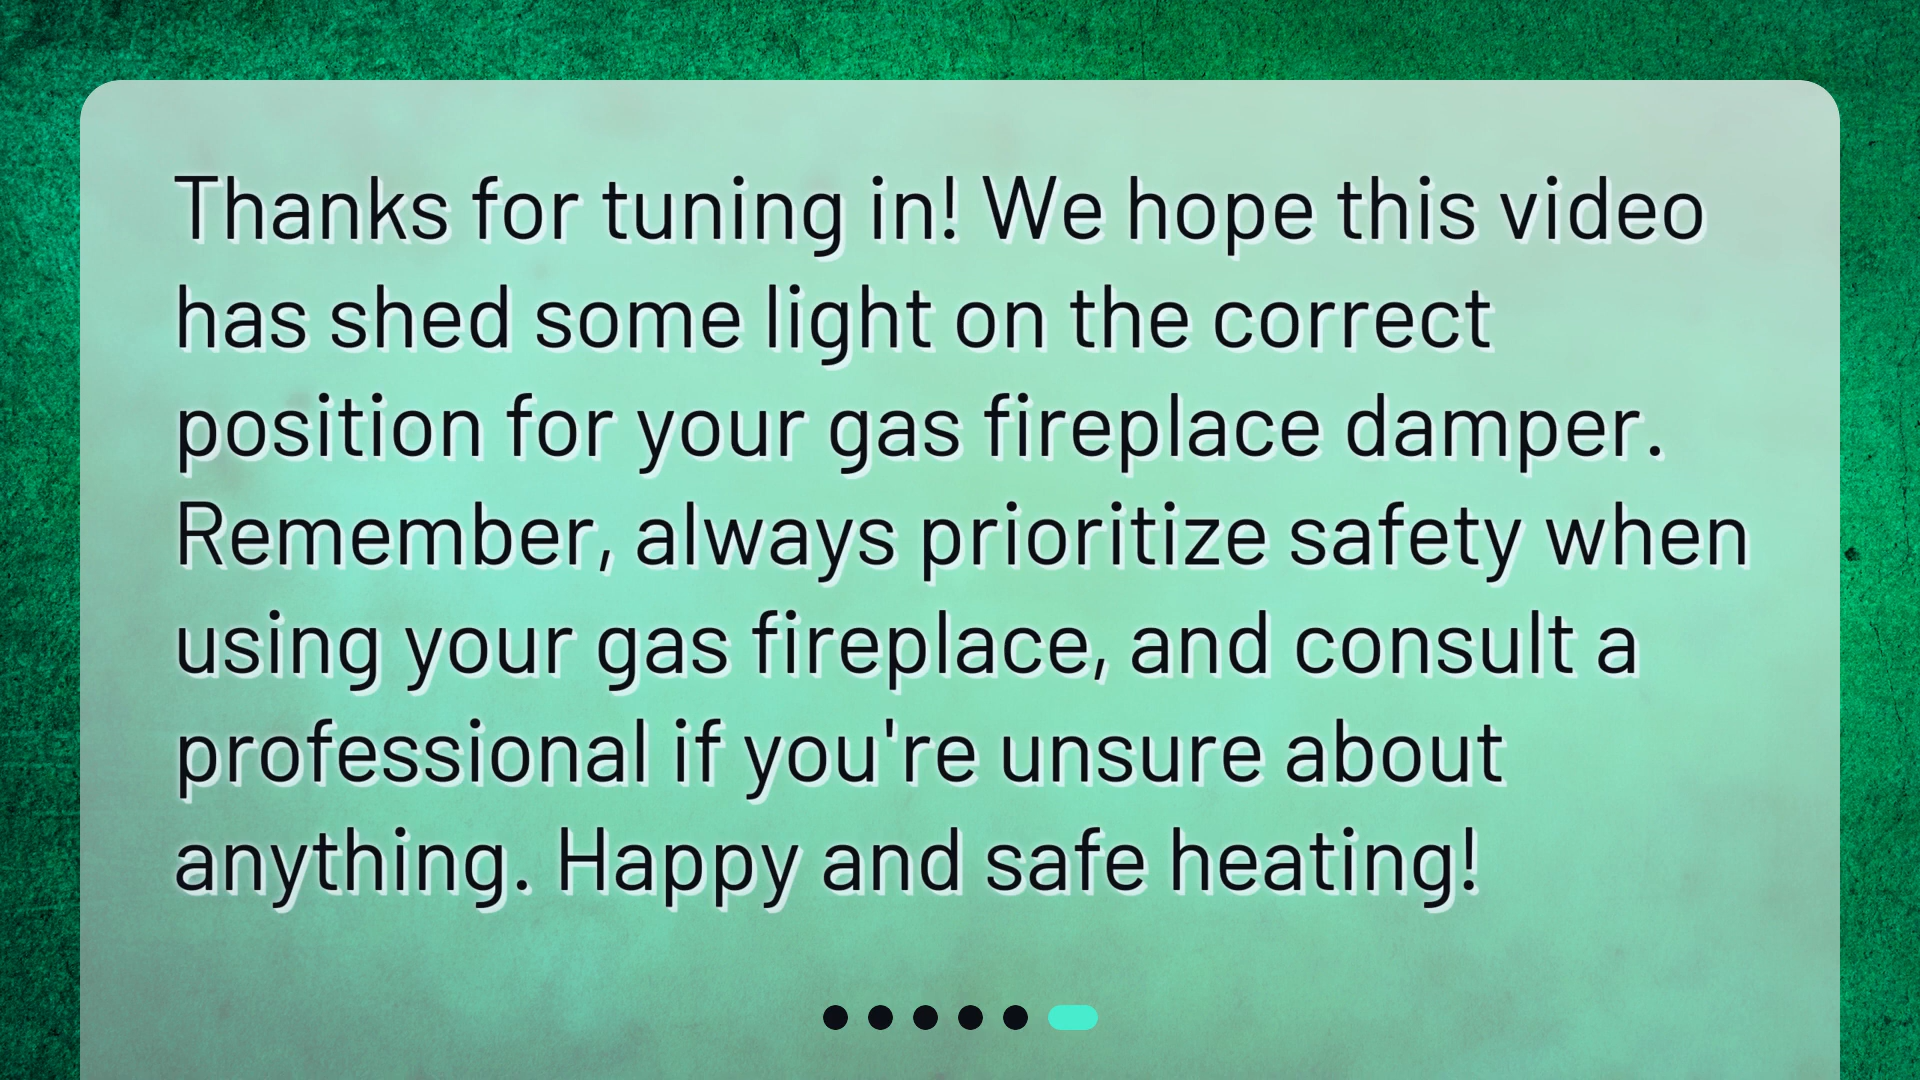 Thanks for tuning in! We hope this video
has shed some light on the correct
position for your gas fireplace damper.
Remember, always prioritize safety when
using your gas fireplace, and consult a
professional if you're unsure about
anything. Happy and safe heating!